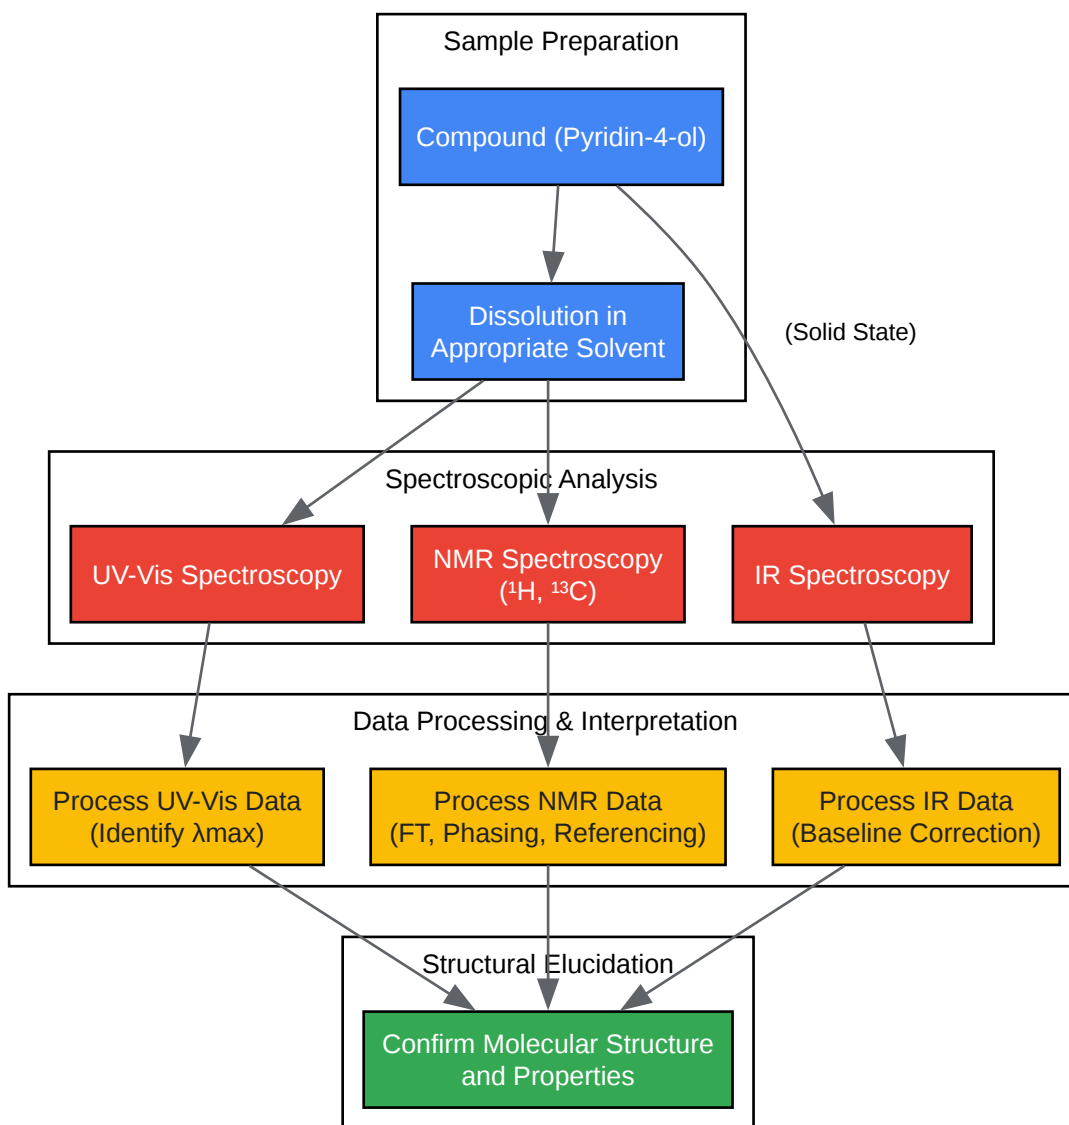 Sample Preparation
Compound (Pyridin-4-ol)
Dissolution in
Appropriate Solvent
(Solid State)
Spectroscopic Analysis
UV-Vis Spectroscopy
NMR Spectroscopy
(¹H, ¹³C)
IR Spectroscopy
Data Processing & Interpretation
Process UV-Vis Data
(Identify λmax)
Process NMR Data
(FT, Phasing, Referencing)
Process IR Data
(Baseline Correction)
Structural Elucidation
Confirm Molecular Structure
and Properties